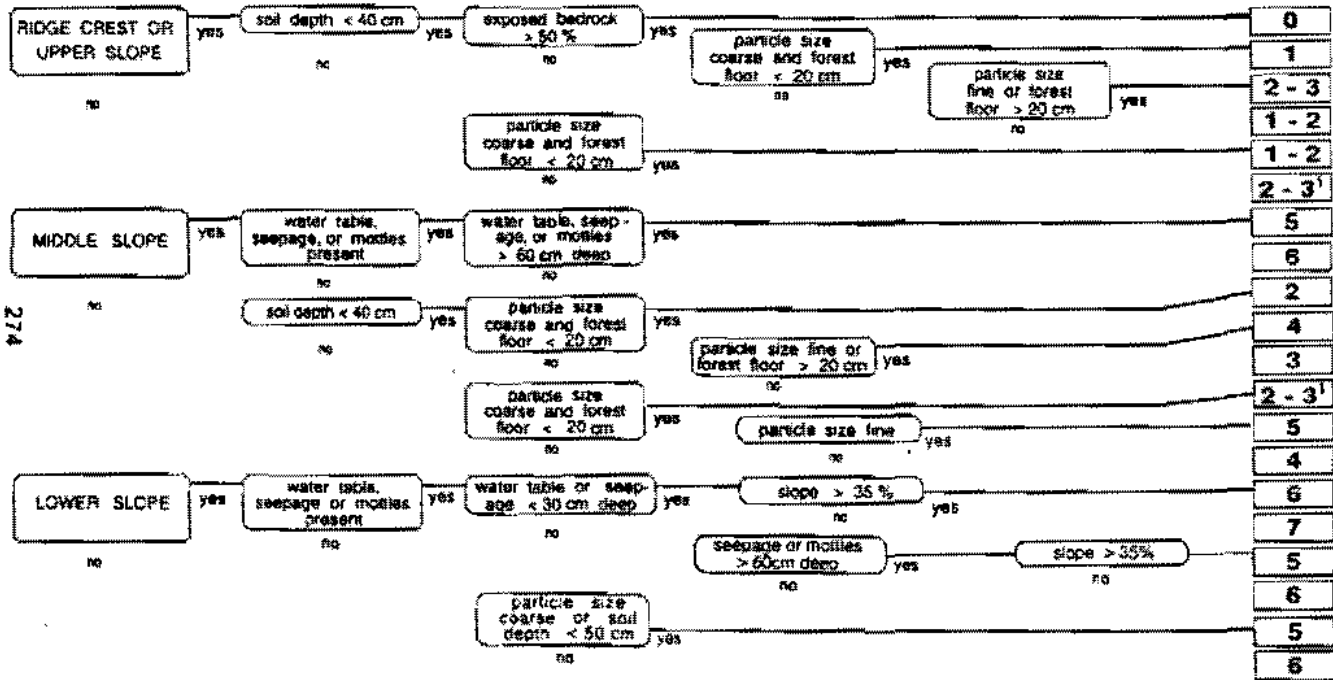 RIDGE CREST OR
UPPER SLOPE
yes
no
soil depth < 40 cm
yes
no
exposed bedrock
> 50 %
yes
no
particle size
coarse and forest
floor < 20 cm
yes
no
particle size
fine or forest
floor > 20 cm
yes
no
particle size
coarse and forest
floor < 20 cm
yes
no
0
1
2 - 3
1 - 2
1 - 2
2 - 3¹
MIDDLE SLOPE
yes
no
water table,
seepage, or mottles
present
yes
no
water table, seep -
age, or mottles
> 60 cm deep
yes
no
soil depth < 40 cm
yes
no
particle size
coarse and forest
floor < 20 cm
yes
no
particle size fine or
forest floor > 20 cm
yes
no
particle size
coarse and forest
floor < 20 cm
yes
no
particle size fine
yes
no
5
6
2
4
3
2 - 3¹
5
4
LOWER SLOPE
yes
no
water table,
seepage or mottles
present
yes
no
water table or seep-
age < 30 cm deep
yes
no
slope > 35 %
yes
no
seepage or mottles
> 60cm deep
yes
no
slope > 35%
no
particle size
coarse or soil
depth < 50 cm
yes
no
6
7
5
6
5
6
274